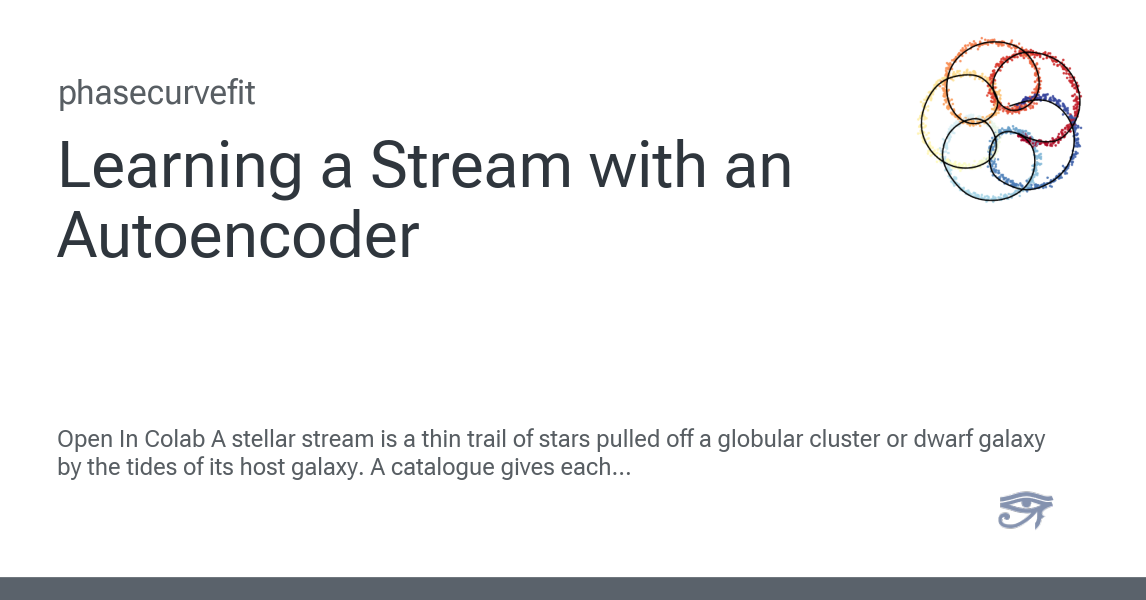 phasecurvefit
Learning a Stream with an
Autoencoder
Open In Colab A stellar stream is a thin trail of stars pulled off a globular cluster or dwarf galaxy
by the tides of its host galaxy. A catalogue gives each...